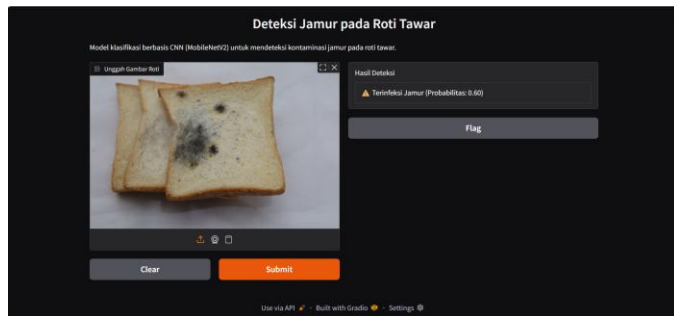 Deteksi Jamur pada Roti Tawar
Model klasifikasi berbasis CNN (MobileNetV2) untuk mendeteksi kontaminasi jamur pada roti tawar.
Unggah Gambar Roti
Hasil Deteksi
Terinfeksi Jamur (Probabilitas: 0.60)
Flag
Clear
Submit
Use via API · Built with Gradio · Settings